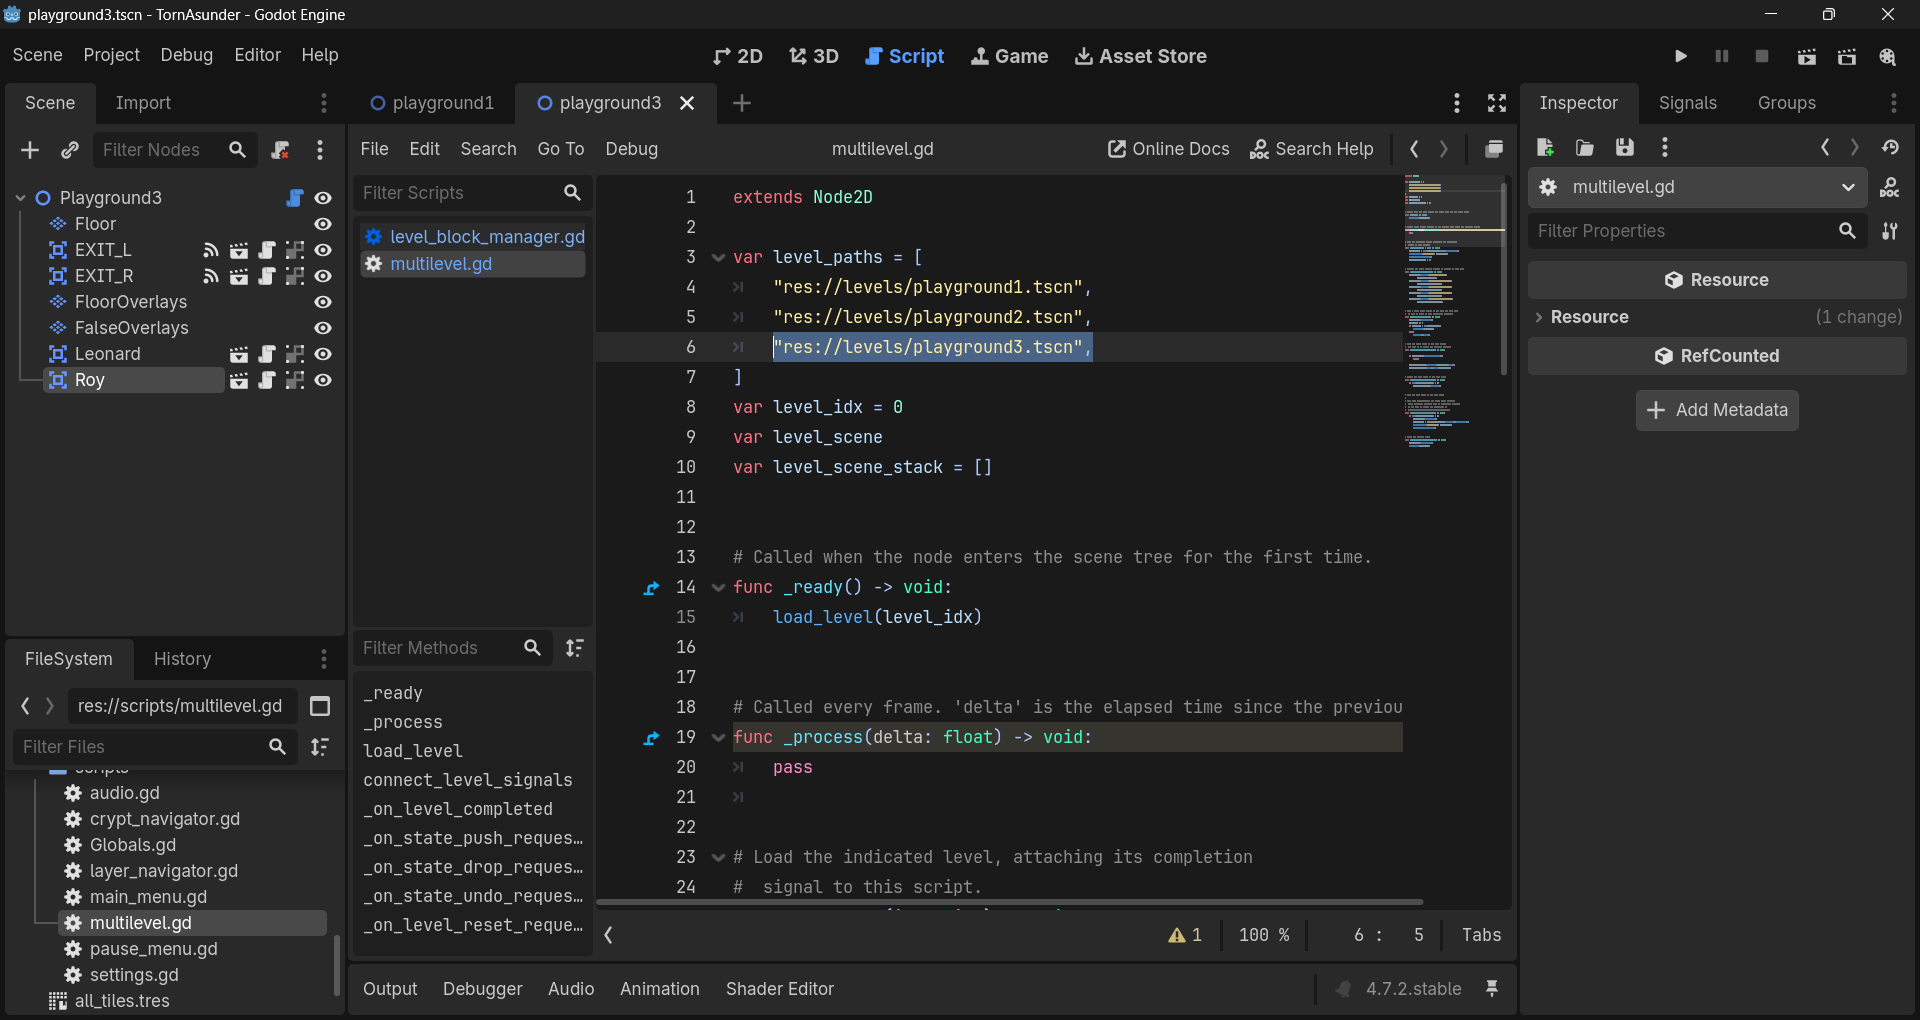 playground3.tscn - TornAsunder - Godot Engine
Scene Project Debug Editor Help
2D 3D Script Game Asset Store
Scene Import
playground1 playground3
Inspector Signals Groups
Filter Nodes
File Edit Search Go To Debug
multilevel.gd
Online Docs Search Help
Playground3
Floor
EXIT_L
EXIT_R
FloorOverlays
FalseOverlays
Leonard
Roy
Filter Scripts
level_block_manager.gd
multilevel.gd
Filter Methods
_ready
_process
load_level
connect_level_signals
_on_level_completed
_on_state_push_reques…
_on_state_drop_reques…
_on_state_undo_reques…
_on_level_reset_reque…
1 extends Node2D
2
3 var level_paths = [
4 "res://levels/playground1.tscn",
5 "res://levels/playground2.tscn",
6 "res://levels/playground3.tscn",
7 ]
8 var level_idx = 0
9 var level_scene
10 var level_scene_stack = []
11
12
13 # Called when the node enters the scene tree for the first time.
14 func _ready() -> void:
15 load_level(level_idx)
16
17
18 # Called every frame. 'delta' is the elapsed time since the previou
19 func _process(delta: float) -> void:
20 pass
21
22
23 # Load the indicated level, attaching its completion
24 #  signal to this script.
1 100 % 6 : 5 Tabs
multilevel.gd
Filter Properties
Resource
Resource (1 change)
RefCounted
Add Metadata
FileSystem History
res://scripts/multilevel.gd
Filter Files
scripts
audio.gd
crypt_navigator.gd
Globals.gd
layer_navigator.gd
main_menu.gd
multilevel.gd
pause_menu.gd
settings.gd
all_tiles.tres
Output Debugger Audio Animation Shader Editor
4.7.2.stable